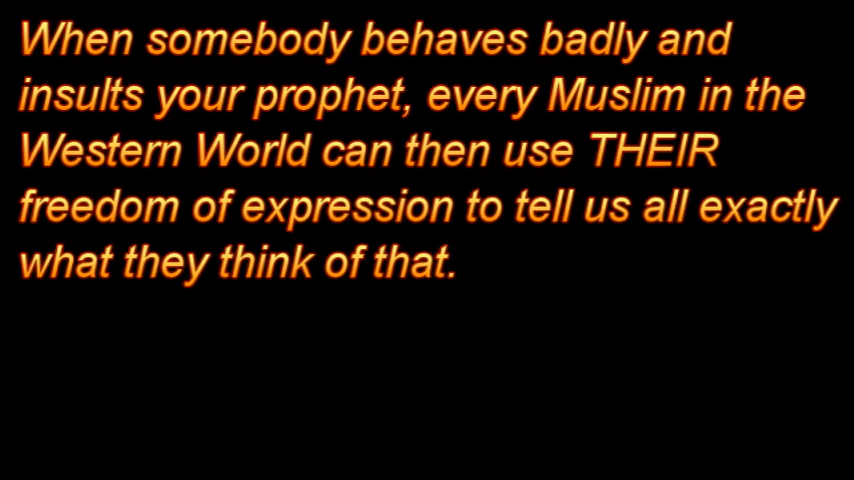 When somebody behaves badly and
insults your prophet, every Muslim in the
Western World can then use THEIR
freedom of expression to tell us all exactly
what they think of that.